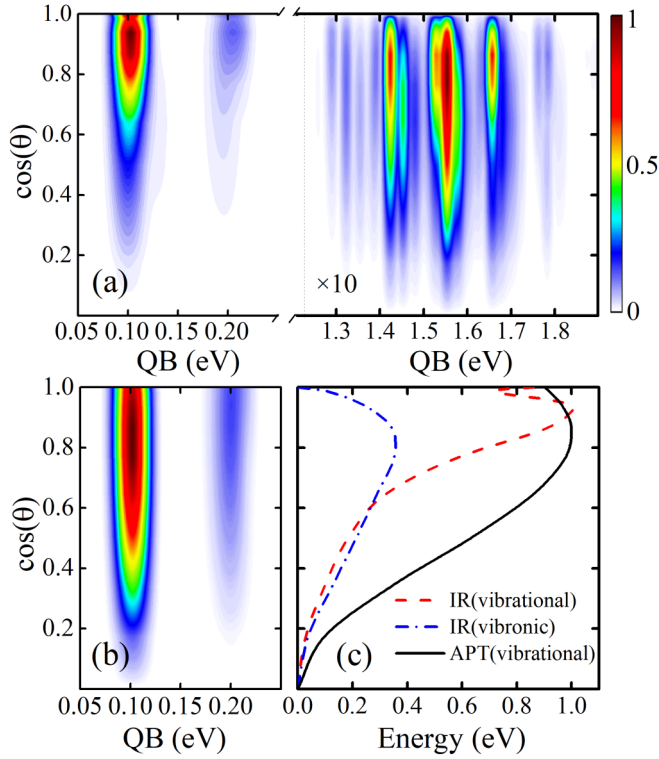 1.0
0.8
0.6
0.4
0.2
cos(θ)
(a)
×10
0.05 0.10 0.15 0.20
1.3 1.4 1.5 1.6 1.7 1.8
QB (eV)
QB (eV)
1
0.5
0
1.0
0.8
0.6
0.4
0.2
cos(θ)
(b)
0.05 0.10 0.15 0.20
QB (eV)
IR(vibrational)
IR(vibronic)
APT(vibrational)
(c)
0.0 0.2 0.4 0.6 0.8 1.0
Energy (eV)